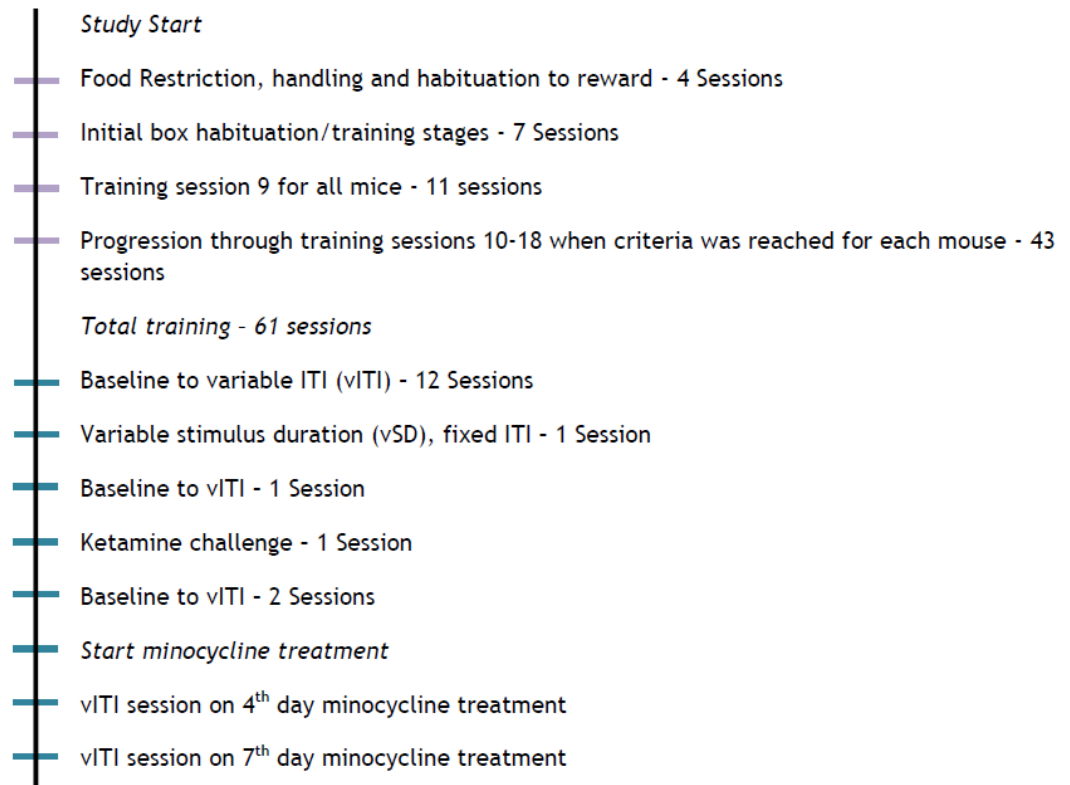 Study Start
Food Restriction, handling and habituation to reward - 4 Sessions
Initial box habituation/training stages - 7 Sessions
Training session 9 for all mice - 11 sessions
Progression through training sessions 10-18 when criteria was reached for each mouse - 43
sessions
Total training – 61 sessions
Baseline to variable ITI (vITI) – 12 Sessions
Variable stimulus duration (vSD), fixed ITI – 1 Session
Baseline to vITI – 1 Session
Ketamine challenge – 1 Session
Baseline to vITI – 2 Sessions
Start minocycline treatment
vITI session on 4th day minocycline treatment
vITI session on 7th day minocycline treatment